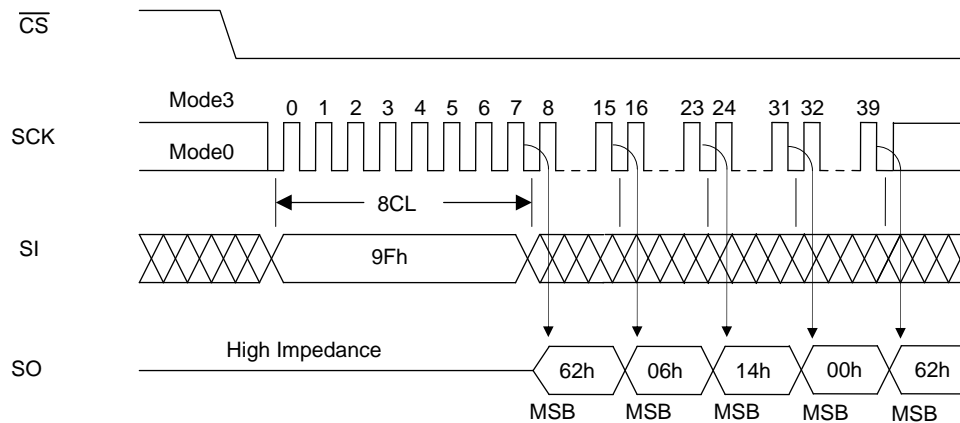 CS
Mode3
0 1 2 3 4 5 6 7 8 15 16 23 24 31 32 39
SCK
Mode0
8CL
SI
9Fh
High Impedance
SO
62h 06h 14h 00h 62h
MSB MSB MSB MSB MSB